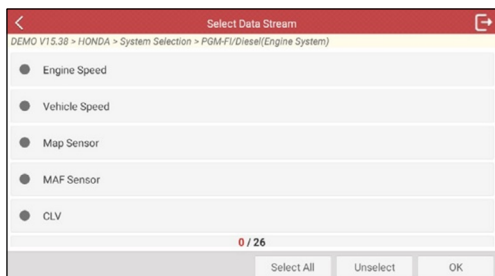 Select Data Stream
DEMO V15.38 > HONDA > System Selection > PGM-FI/Diesel(Engine System)
Engine Speed
Vehicle Speed
Map Sensor
MAF Sensor
CLV
0 / 26
Select All Unselect OK